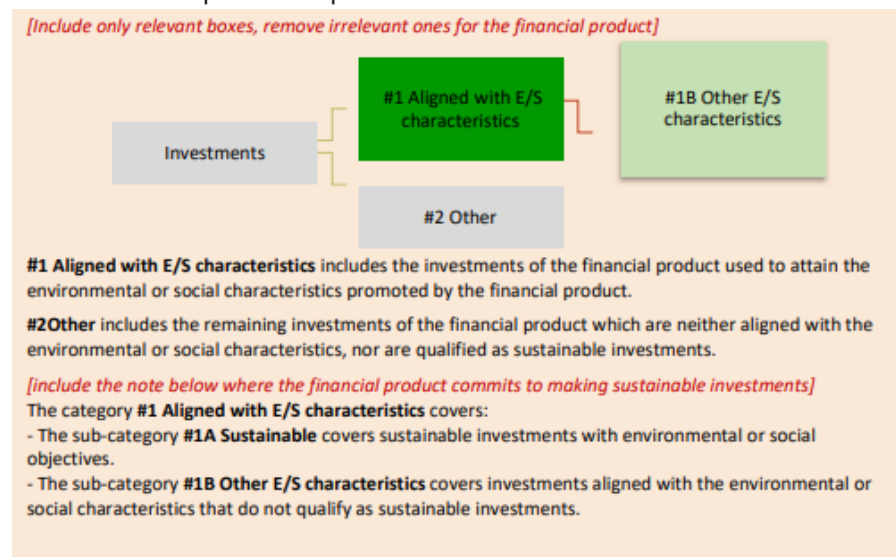 [Include only relevant boxes, remove irrelevant ones for the financial product]
#1 Aligned with E/S
characteristics
#1B Other E/S
characteristics
Investments
#2 Other
#1 Aligned with E/S characteristics includes the investments of the financial product used to attain the
environmental or social characteristics promoted by the financial product.
#2Other includes the remaining investments of the financial product which are neither aligned with the
environmental or social characteristics, nor are qualified as sustainable investments.
[include the note below where the financial product commits to making sustainable investments]
The category #1 Aligned with E/S characteristics covers:
- The sub-category #1A Sustainable covers sustainable investments with environmental or social
objectives.
- The sub-category #1B Other E/S characteristics covers investments aligned with the environmental or
social characteristics that do not qualify as sustainable investments.